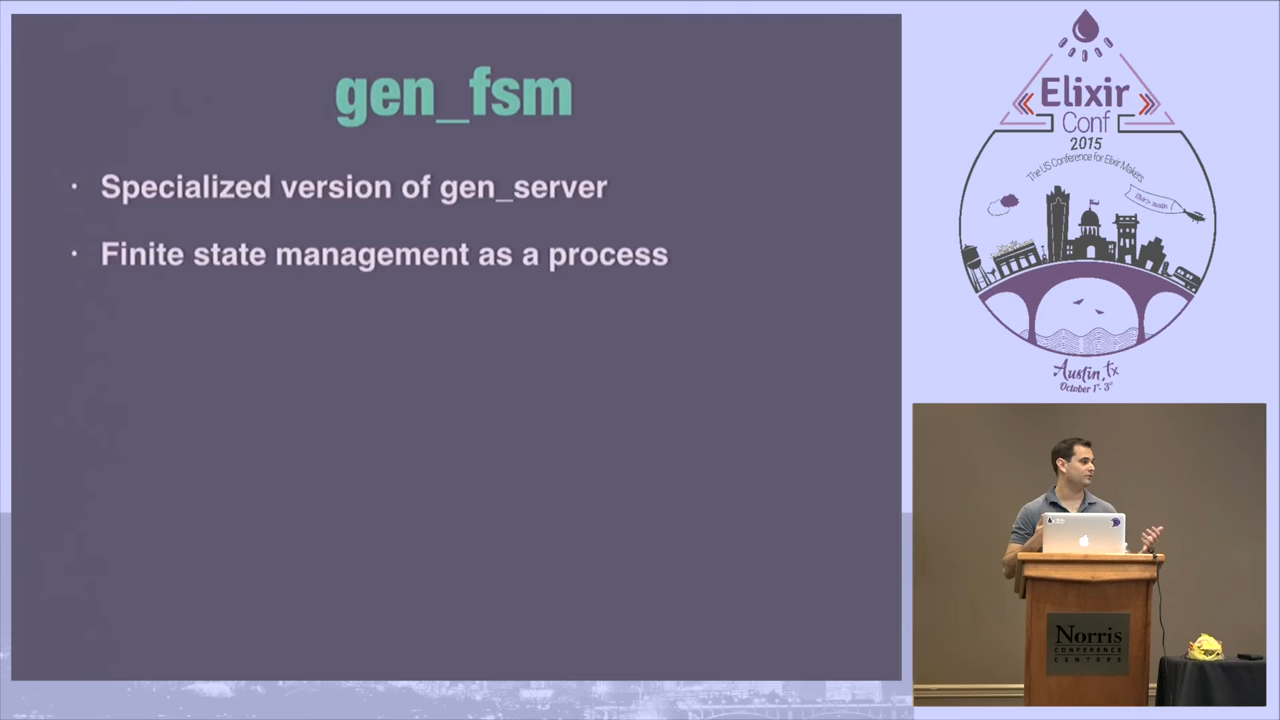 gen_fsm
· Specialized version of gen_server
· Finite state management as a process
Elixir
Conf
2015
The US Conference for Elixir Makers
Austin, Tx
October 1st - 3rd
Norris
CONFERENCE
CENTERS